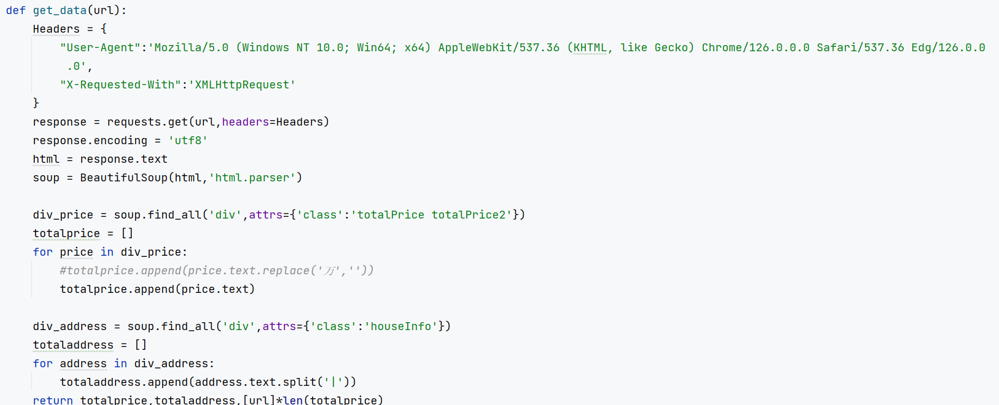 def get_data(url):
    Headers = {
        "User-Agent":'Mozilla/5.0 (Windows NT 10.0; Win64; x64) AppleWebKit/537.36 (KHTML, like Gecko) Chrome/126.0.0.0 Safari/537.36 Edg/126.0.0
         .0',
        "X-Requested-With":'XMLHttpRequest'
    }
    response = requests.get(url,headers=Headers)
    response.encoding = 'utf8'
    html = response.text
    soup = BeautifulSoup(html,'html.parser')

    div_price = soup.find_all('div',attrs={'class':'totalPrice totalPrice2'})
    totalprice = []
    for price in div_price:
        #totalprice.append(price.text.replace('万',''))
        totalprice.append(price.text)

    div_address = soup.find_all('div',attrs={'class':'houseInfo'})
    totaladdress = []
    for address in div_address:
        totaladdress.append(address.text.split('|'))
    return totalprice,totaladdress,[url]*len(totalprice)